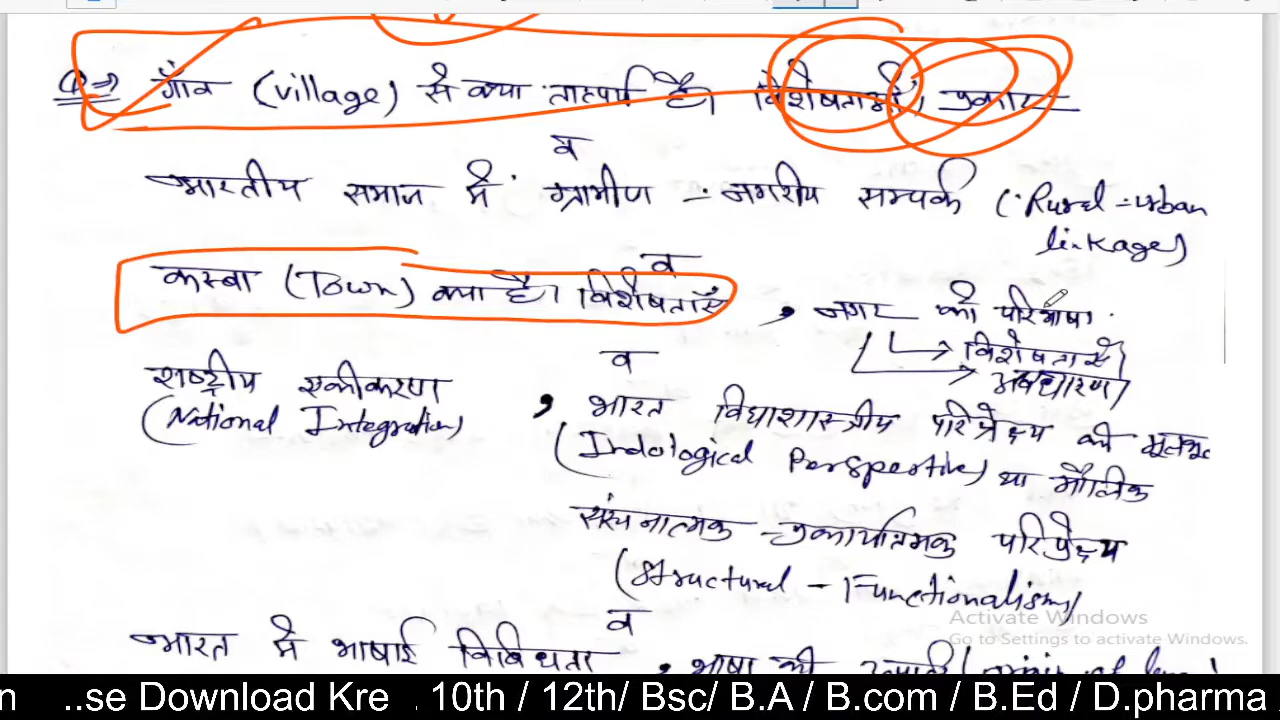 Q⇒ गाँव (village) से क्या तात्पर्य है। विशेषताओं, प्रकार
व
भारतीय समाज में ग्रामीण - नगरीय सम्पर्क (Rural - urban
linkage)
व
कस्बा (Town) क्या है। विशेषताएँ, नगर की परिभाषा
→ विशेषताएँ
→ अवधारणा
व
राष्ट्रीय एकीकरण
(National Integration)
, भारत विद्याशास्त्रीय परिप्रेक्ष्य की
(Indological Perspective) या मौलिक
संरचनात्मक - प्रकार्यात्मक परिप्रेक्ष्य
(Structural - Functionalism)
व
भारत में भाषाई विविधता, भाषा की
Activate Windows
Go to Settings to activate Windows.
n ..se Download Kre . 10th / 12th/ Bsc/ B.A / B.com / B.Ed / D.pharma /